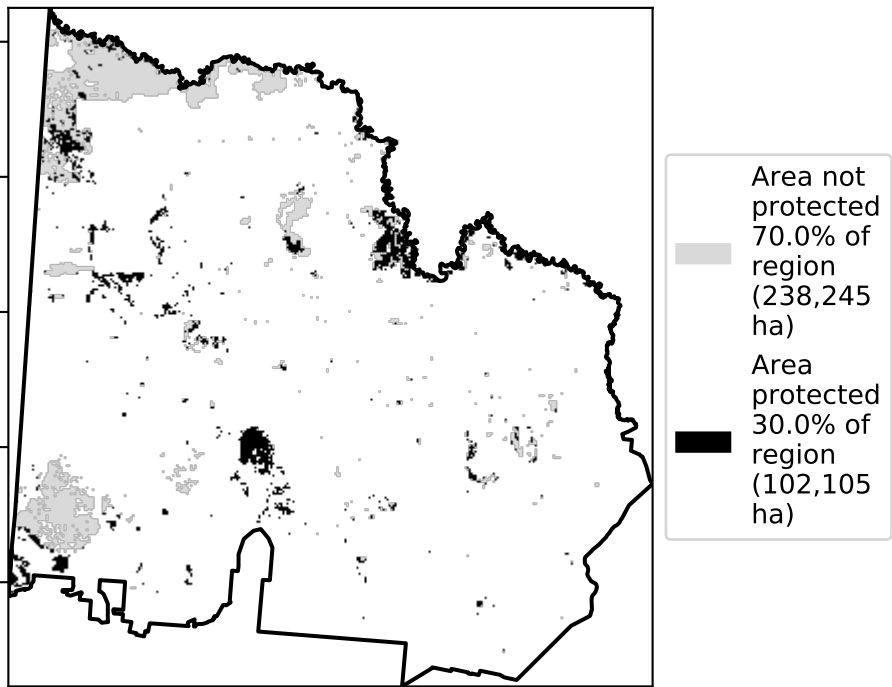 Area not
protected
70.0% of
region
(238,245
ha)
Area
protected
30.0% of
region
(102,105
ha)